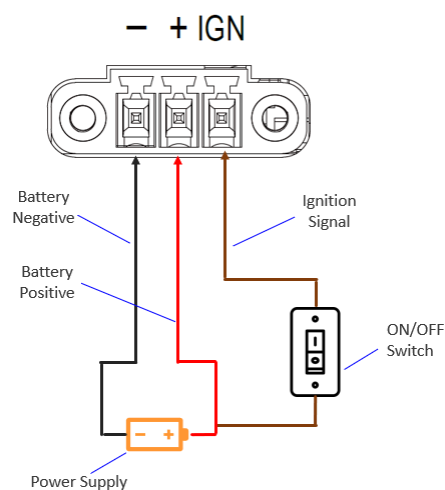 − + IGN
Battery
Negative
Ignition
Signal
Battery
Positive
ON/OFF
Switch
− +
Power Supply